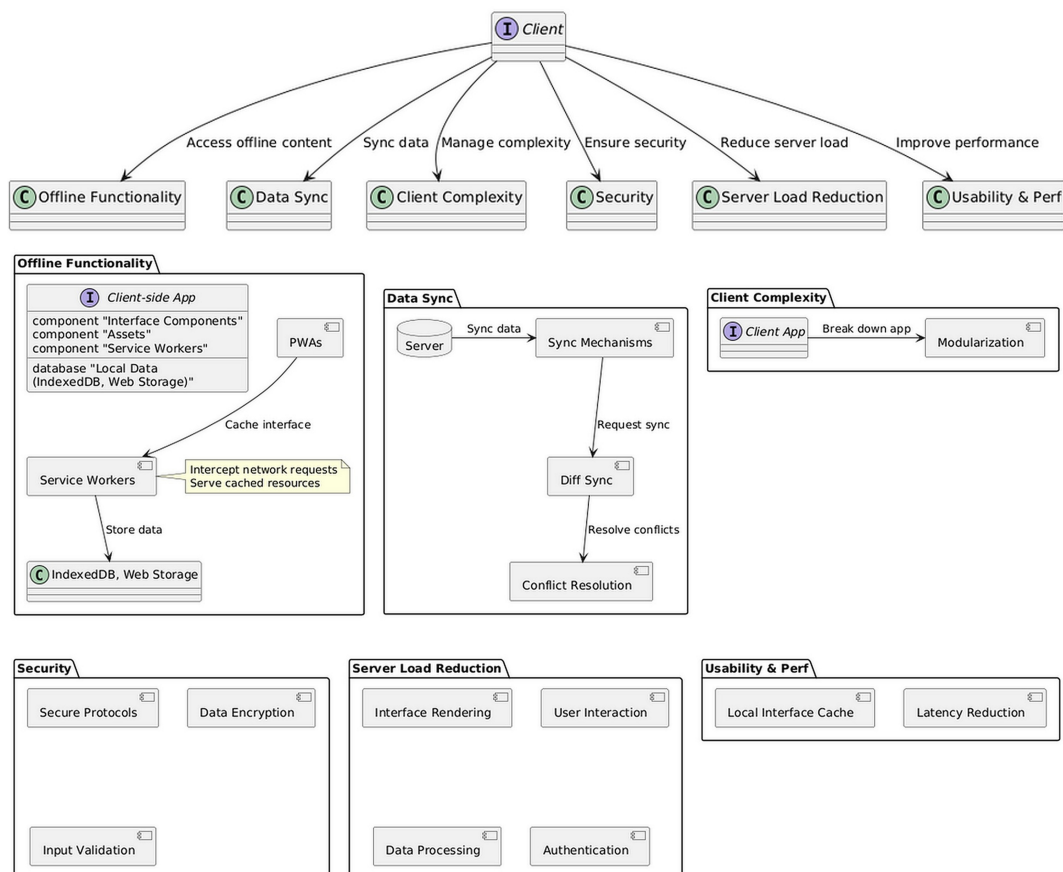 I Client
Access offline content
Sync data
Manage complexity
Ensure security
Reduce server load
Improve performance
C Offline Functionality
C Data Sync
C Client Complexity
C Security
C Server Load Reduction
C Usability & Perf
Offline Functionality
I Client-side App
component "Interface Components"
component "Assets"
component "Service Workers"
database "Local Data
(IndexedDB, Web Storage)"
PWAs
Cache interface
Service Workers
Intercept network requests
Serve cached resources
Store data
C IndexedDB, Web Storage
Data Sync
Server
Sync data
Sync Mechanisms
Request sync
Diff Sync
Resolve conflicts
Conflict Resolution
Client Complexity
I Client App
Break down app
Modularization
Security
Secure Protocols
Data Encryption
Input Validation
Server Load Reduction
Interface Rendering
User Interaction
Data Processing
Authentication
Usability & Perf
Local Interface Cache
Latency Reduction